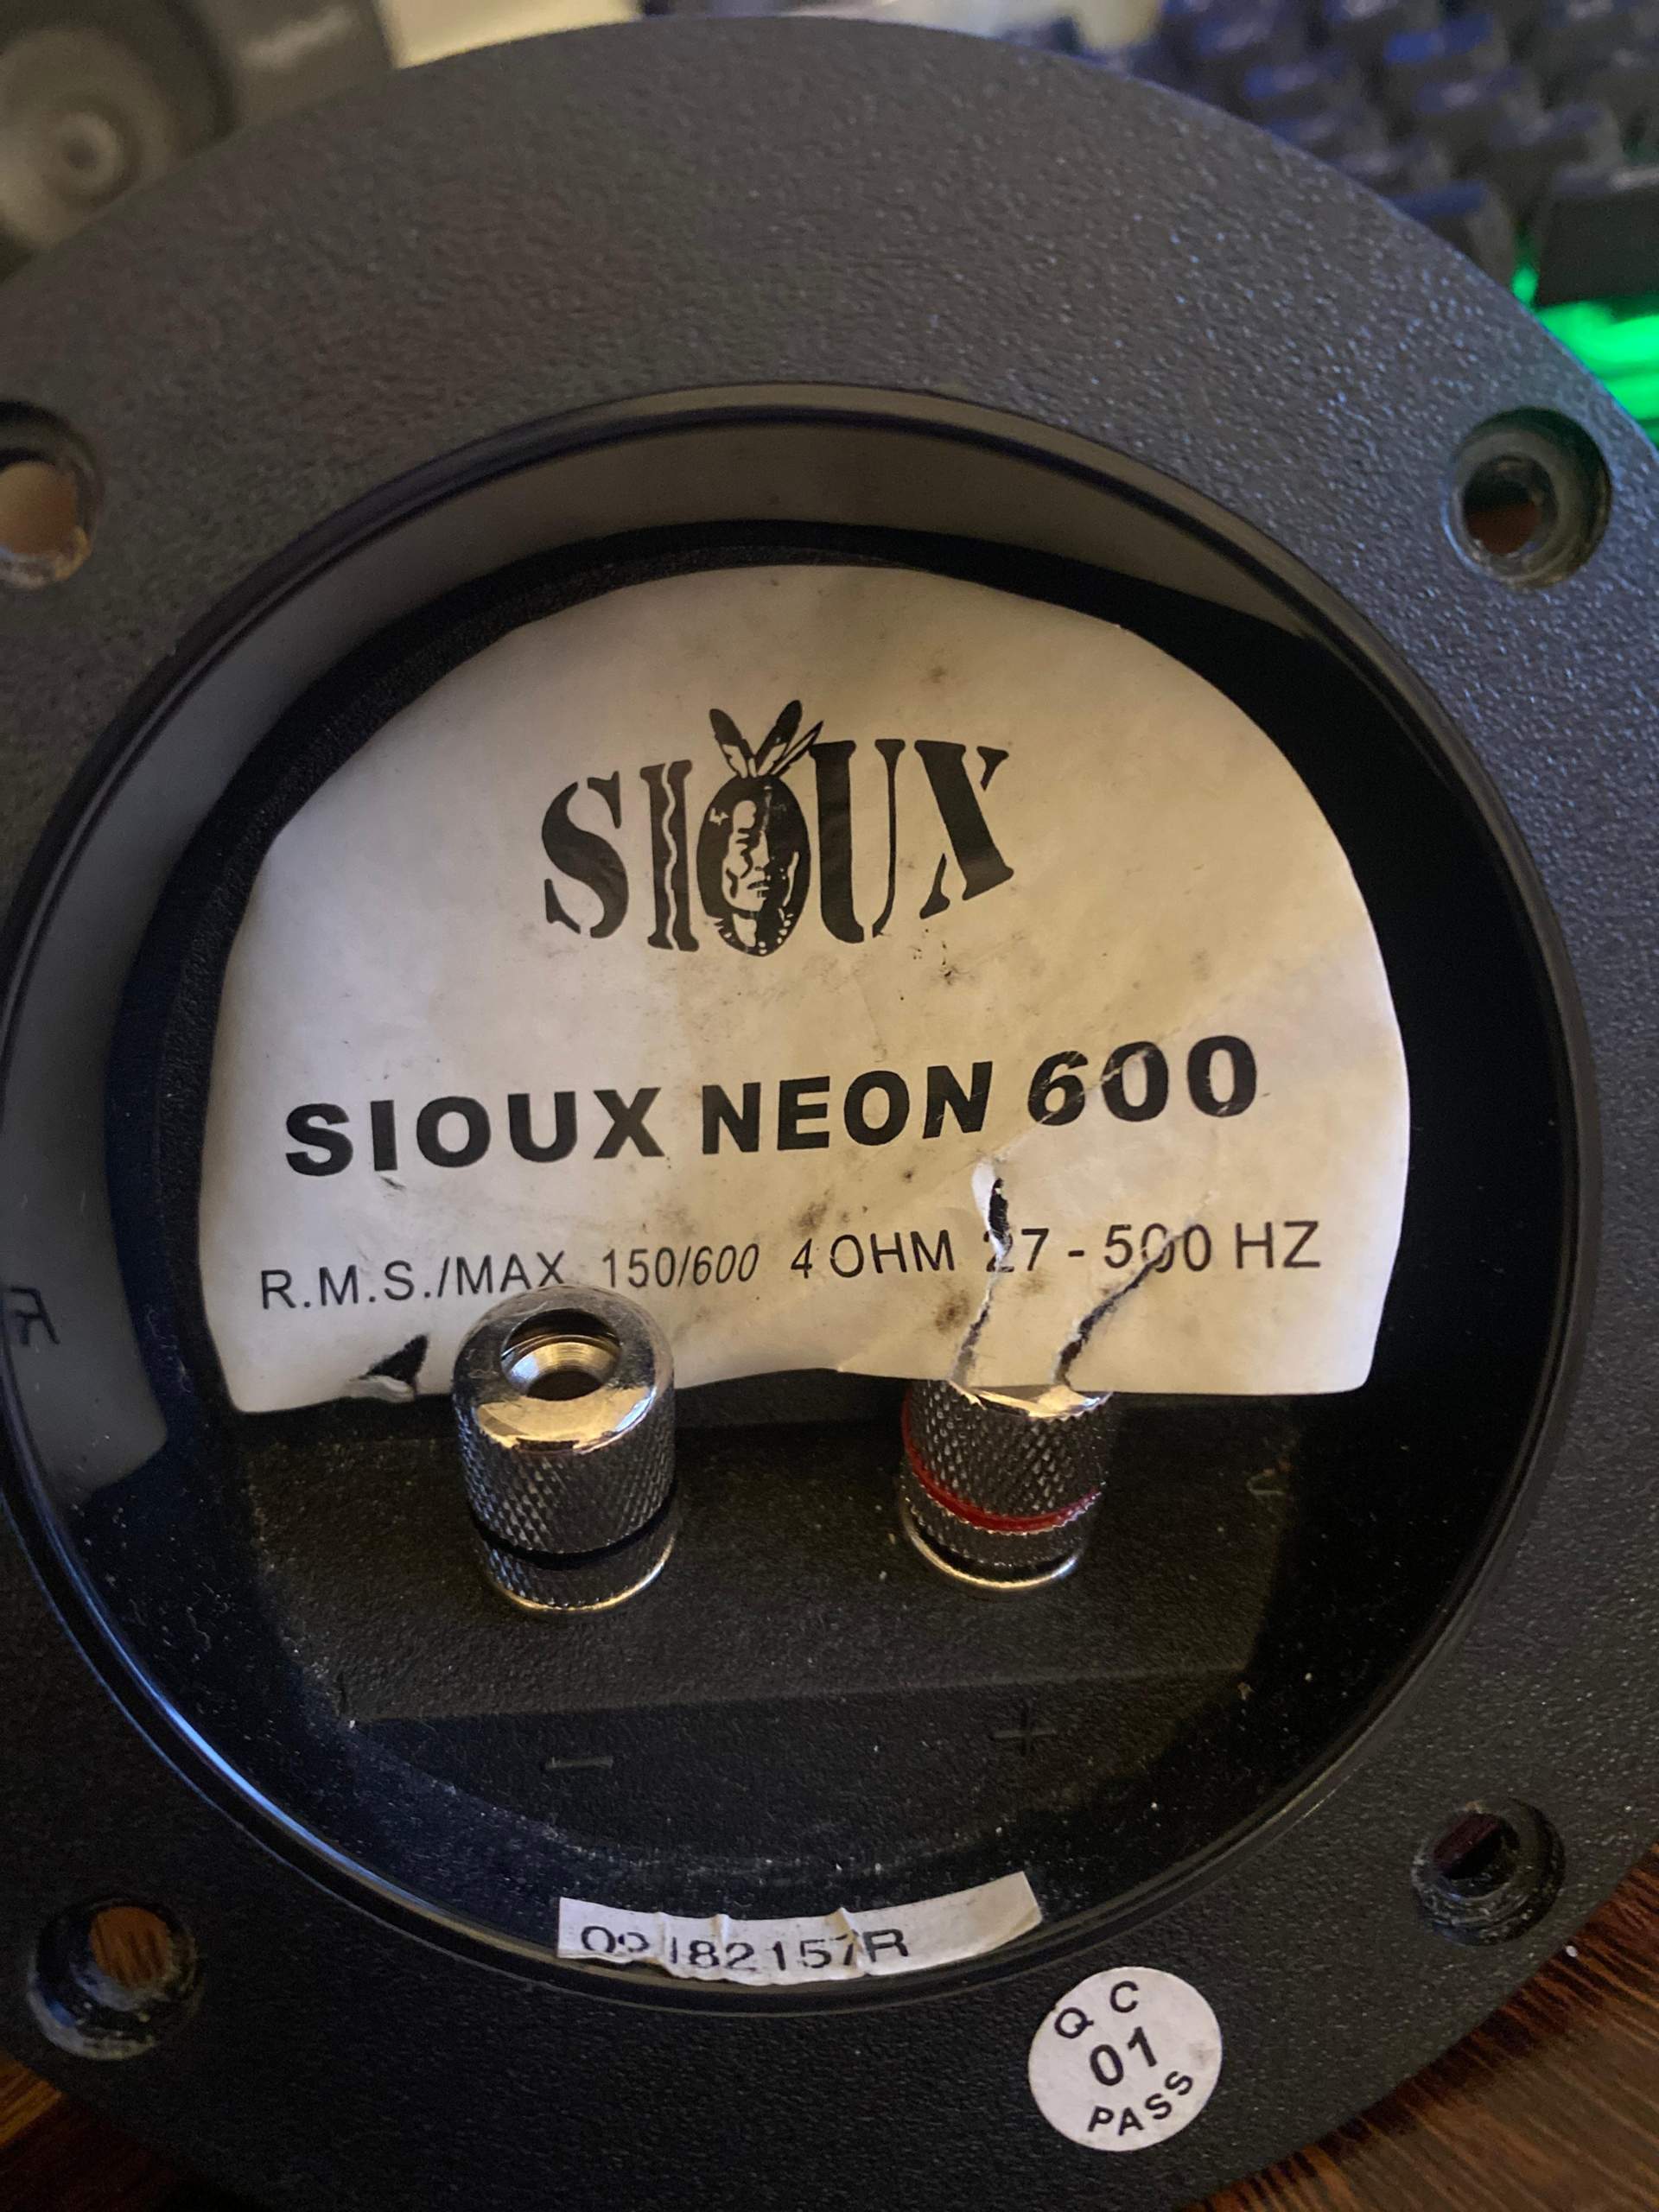 SIOUX
SIOUX NEON 600
R.M.S./MAX 150/600 4 OHM 27 - 500 HZ
- +
QC
01
PASS